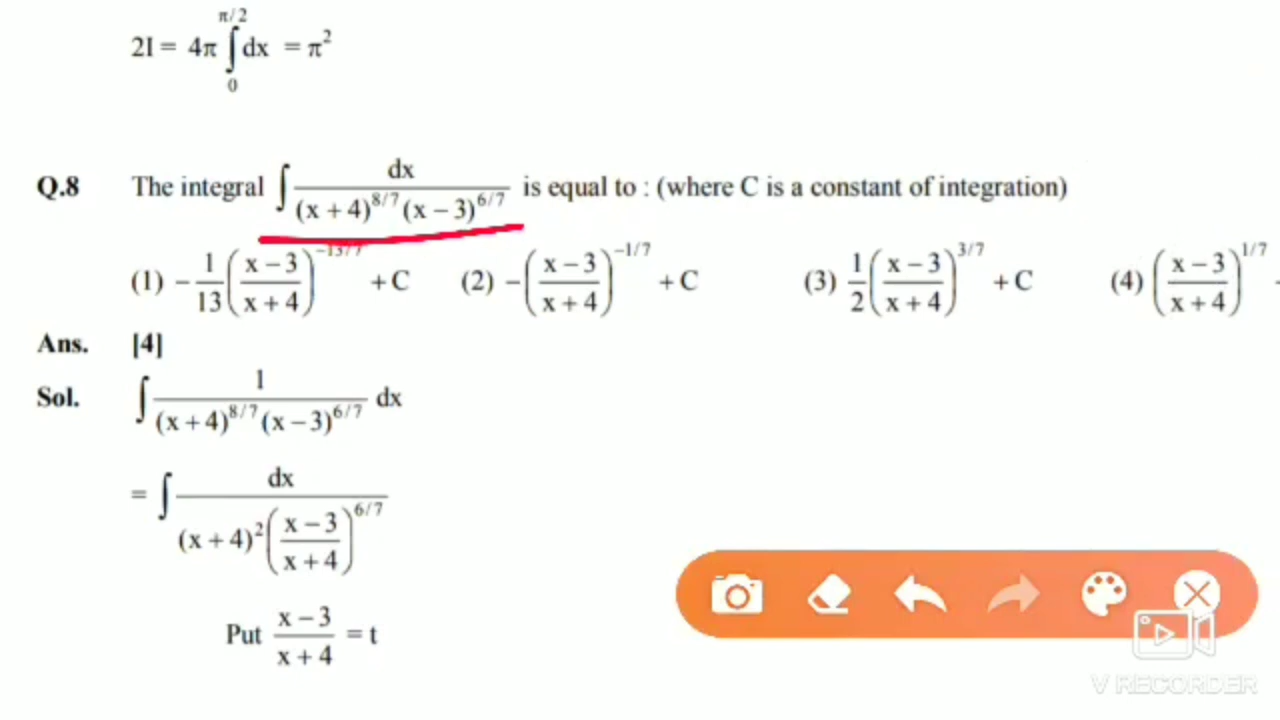 2I = 4π ∫₀^{π/2} dx = π²
Q.8 The integral ∫ dx / (x + 4)^{8/7} (x – 3)^{6/7} is equal to : (where C is a constant of integration)
(1) –1/13 ((x – 3)/(x + 4))^{–13/7} + C (2) –((x – 3)/(x + 4))^{–1/7} + C (3) 1/2 ((x – 3)/(x + 4))^{3/7} + C (4) ((x – 3)/(x + 4))^{1/7}
Ans. [4]
Sol. ∫ 1 / (x + 4)^{8/7} (x – 3)^{6/7} dx
= ∫ dx / (x + 4)² ((x – 3)/(x + 4))^{6/7}
Put (x – 3)/(x + 4) = t
V RECORDER